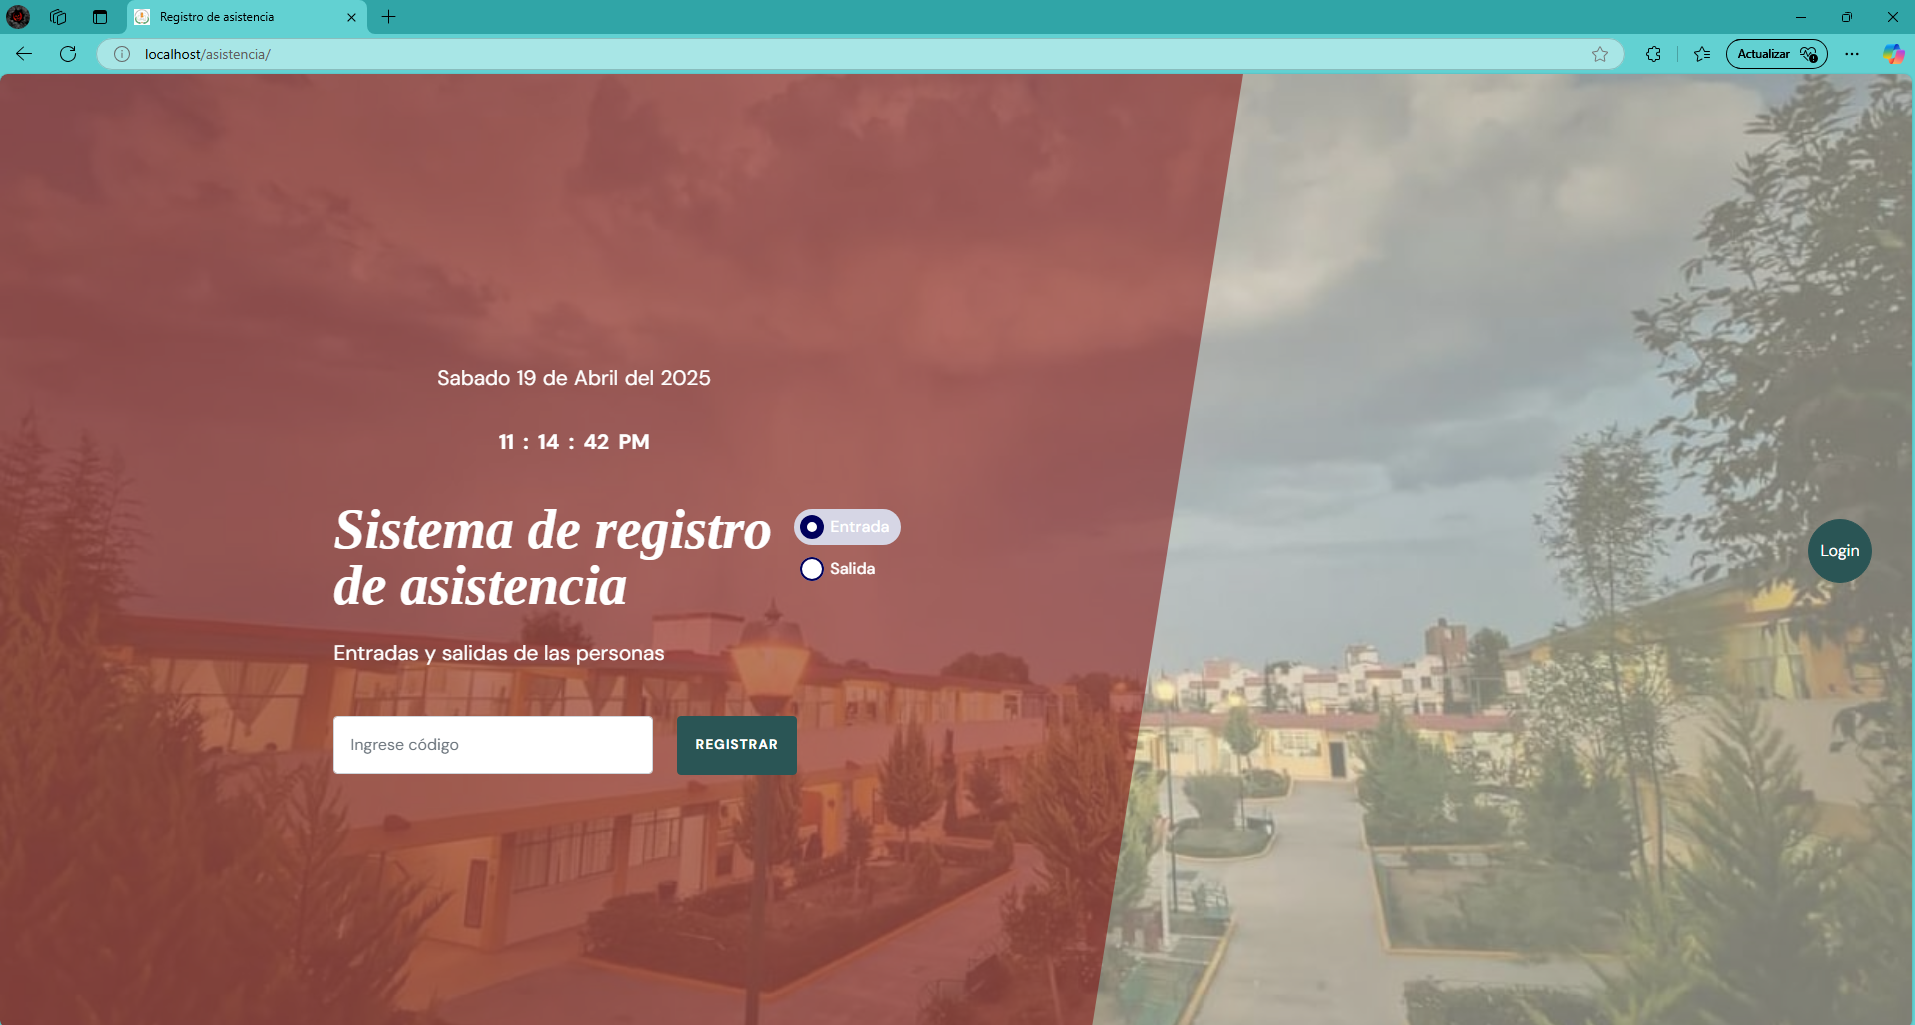 Registro de asistencia
localhost/asistencia/
Actualizar
Sabado 19 de Abril del 2025
11 : 14 : 42 PM
Sistema de registro
de asistencia
Entrada
Salida
Login
Entradas y salidas de las personas
Ingrese código
REGISTRAR